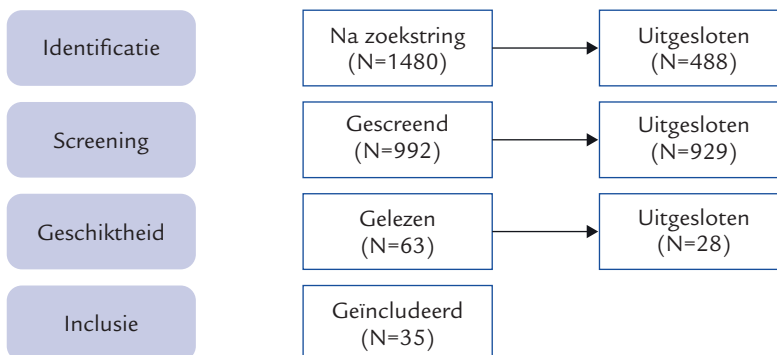 Identificatie
Na zoekstring
(N=1480)
Uitgesloten
(N=488)
Screening
Gescreend
(N=992)
Uitgesloten
(N=929)
Geschiktheid
Gelezen
(N=63)
Uitgesloten
(N=28)
Inclusie
Geïncludeerd
(N=35)